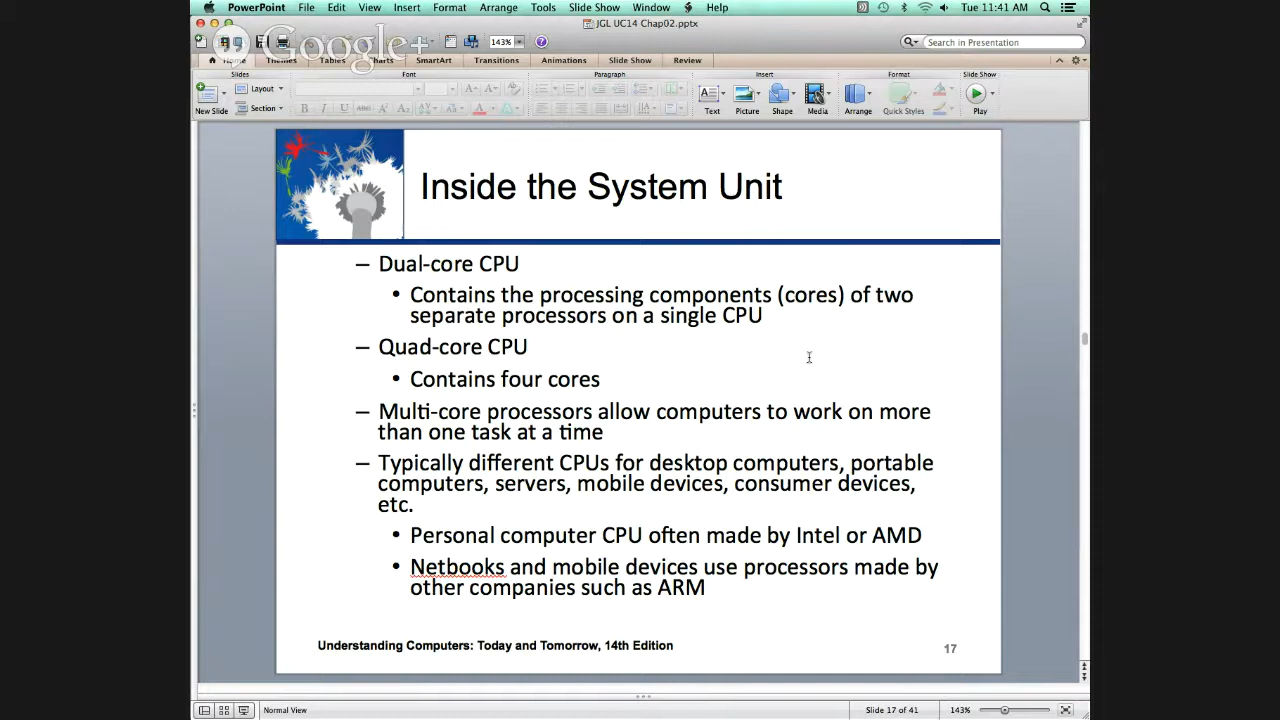 PowerPoint File Edit View Insert Format Arrange Tools Slide Show Window Help Tue 11:41 AM
JGL UC14 Chap02.pptx
Google+
143% Search in Presentation
Home Themes Tables Charts SmartArt Transitions Animations Slide Show Review
Slides Font Paragraph Insert Format Slide Show
New Slide Layout Section Text Picture Shape Media Arrange Quick Styles Play
Inside the System Unit
– Dual-core CPU
• Contains the processing components (cores) of two
separate processors on a single CPU
– Quad-core CPU
• Contains four cores
– Multi-core processors allow computers to work on more
than one task at a time
– Typically different CPUs for desktop computers, portable
computers, servers, mobile devices, consumer devices,
etc.
• Personal computer CPU often made by Intel or AMD
• Netbooks and mobile devices use processors made by
other companies such as ARM
Understanding Computers: Today and Tomorrow, 14th Edition 17
Normal View Slide 17 of 41 143%